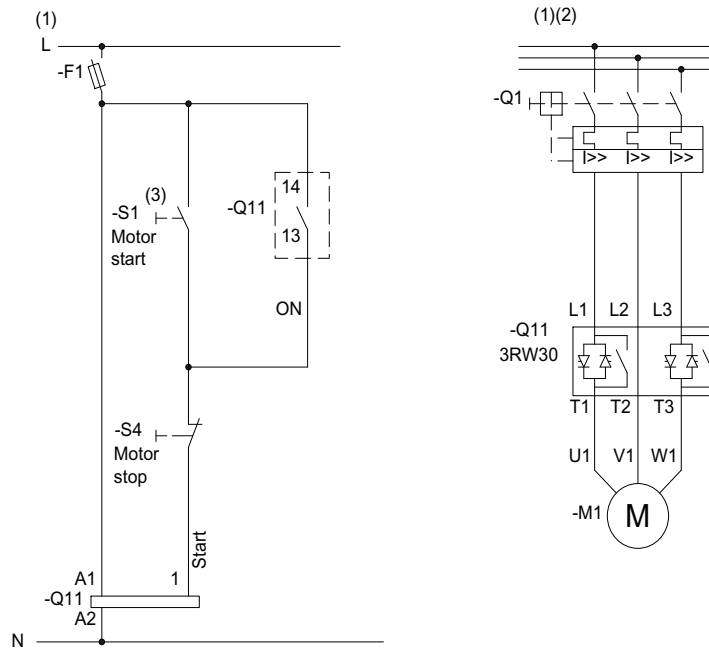 (1)
L
-F1
(3)
-S1
Motor
start
-Q11
14
13
ON
-S4
Motor
stop
Start
A1
1
-Q11
A2
N
(1)(2)
-Q1
I>> I>> I>>
L1 L2 L3
-Q11
3RW30
T1 T2 T3
U1 V1 W1
-M1
M